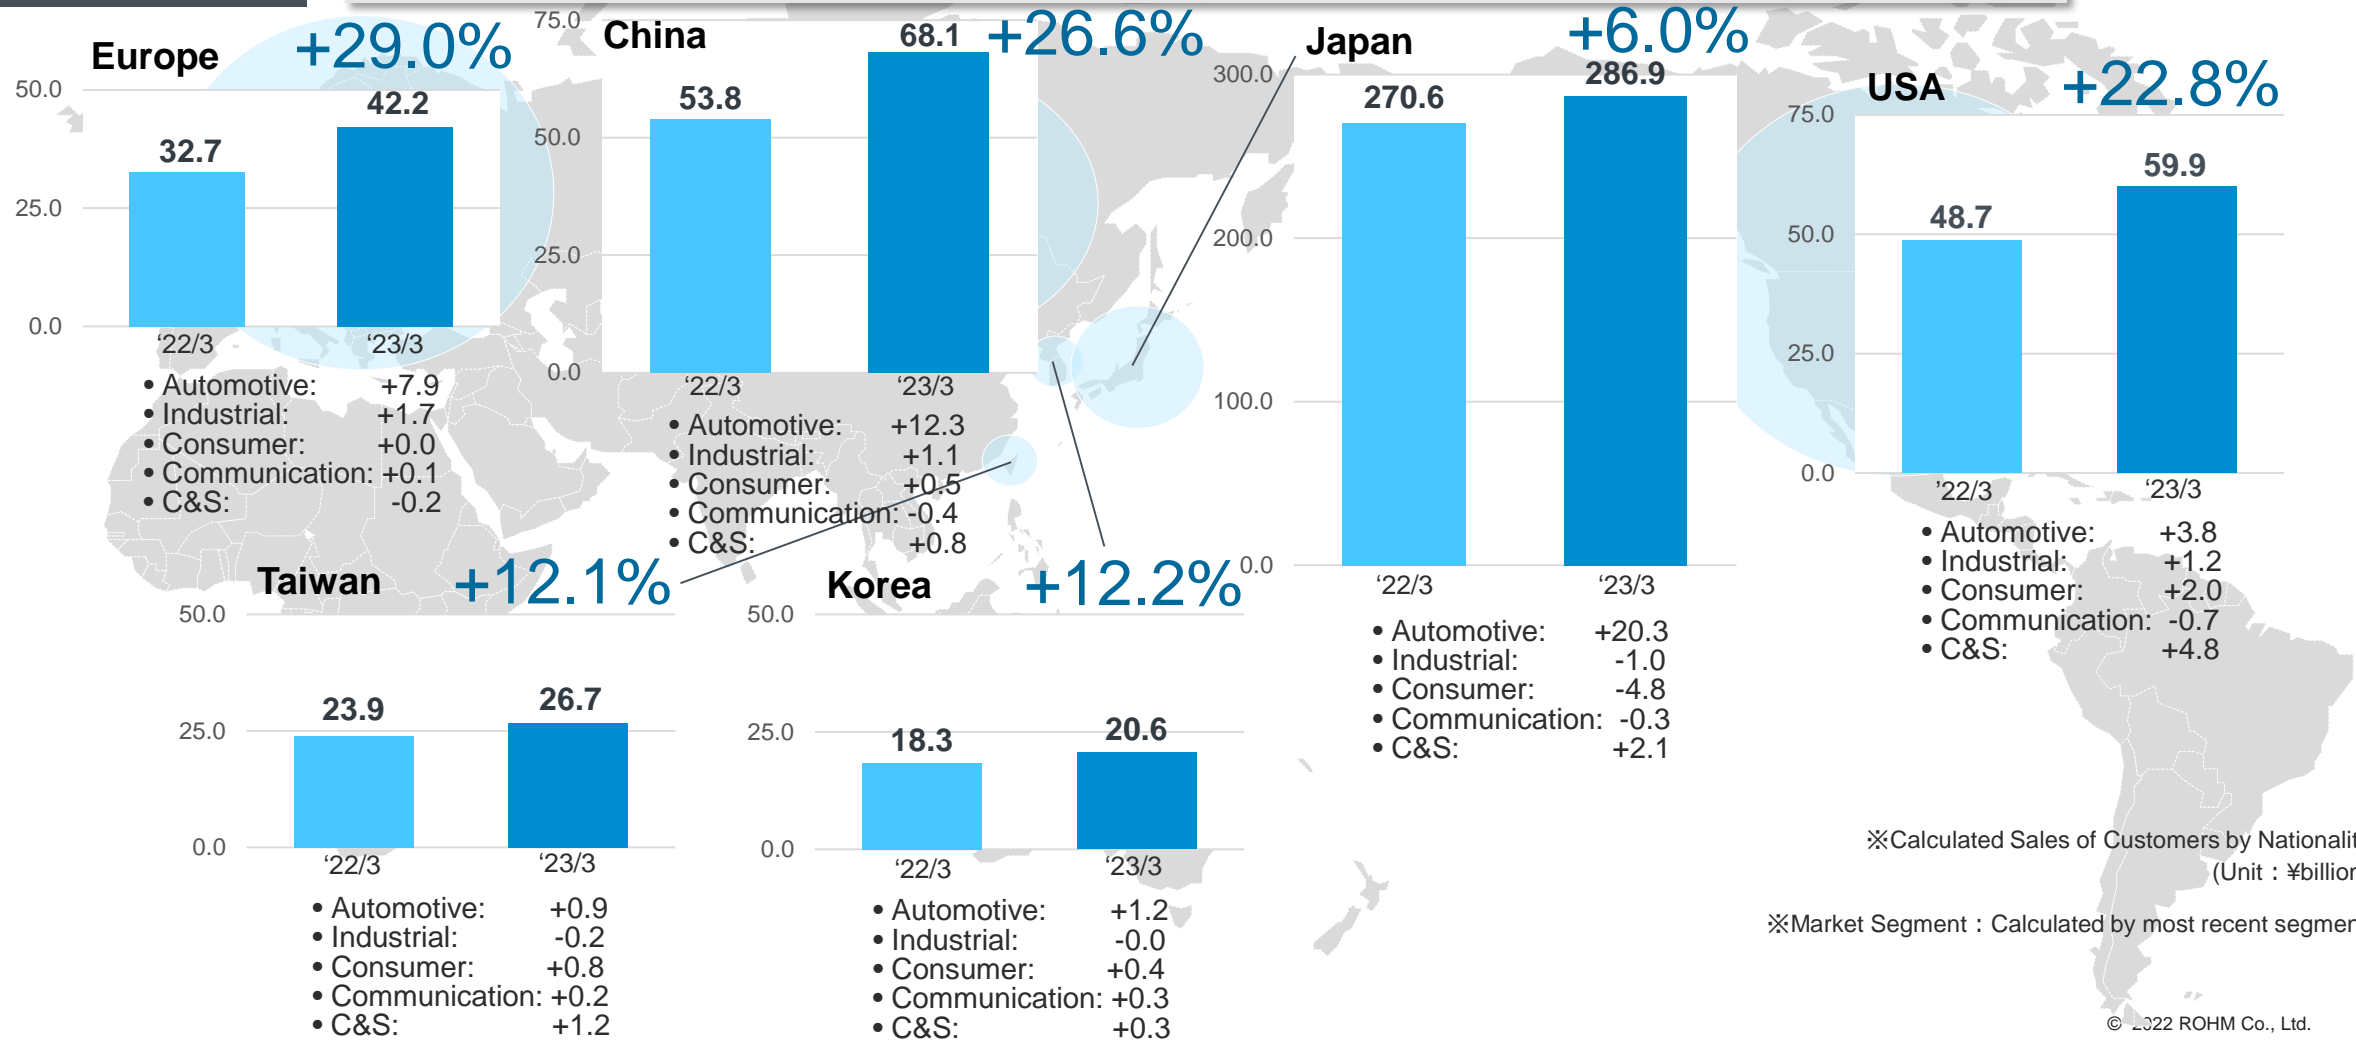 Europe +29.0%
50.0
25.0
0.0
32.7
42.2
‘22/3 ‘23/3
• Automotive: +7.9
• Industrial: +1.7
• Consumer: +0.0
• Communication: +0.1
• C&S: -0.2
China +26.6%
75.0
50.0
25.0
0.0
53.8
68.1
‘22/3 ‘23/3
• Automotive: +12.3
• Industrial: +1.1
• Consumer: +0.5
• Communication: -0.4
• C&S: +0.8
Japan +6.0%
300.0
200.0
100.0
0.0
270.6
286.9
‘22/3 ‘23/3
• Automotive: +20.3
• Industrial: -1.0
• Consumer: -4.8
• Communication: -0.3
• C&S: +2.1
USA +22.8%
75.0
50.0
25.0
0.0
48.7
59.9
‘22/3 ‘23/3
• Automotive: +3.8
• Industrial: +1.2
• Consumer: +2.0
• Communication: -0.7
• C&S: +4.8
Taiwan +12.1%
50.0
25.0
0.0
23.9
26.7
‘22/3 ‘23/3
• Automotive: +0.9
• Industrial: -0.2
• Consumer: +0.8
• Communication: +0.2
• C&S: +1.2
Korea +12.2%
50.0
25.0
0.0
18.3
20.6
‘22/3 ‘23/3
• Automotive: +1.2
• Industrial: -0.0
• Consumer: +0.4
• Communication: +0.3
• C&S: +0.3
※Calculated Sales of Customers by Nationalit
(Unit：¥billion
※Market Segment：Calculated by most recent segmen
© 2022 ROHM Co., Ltd.